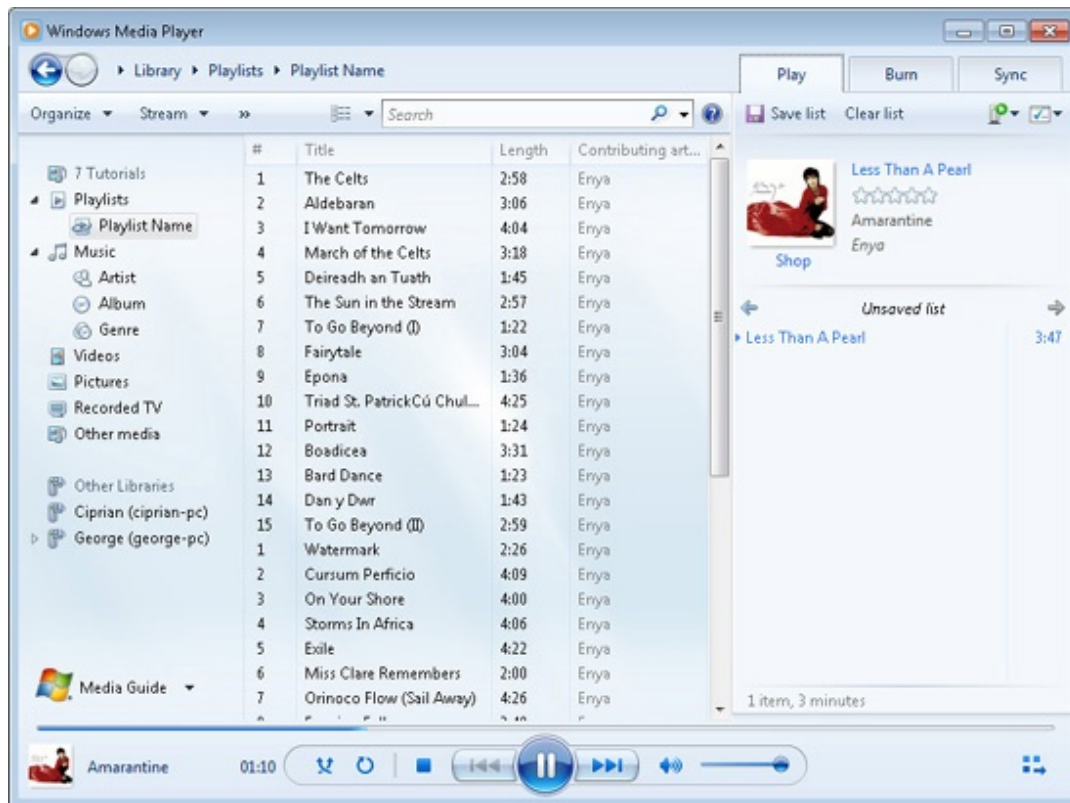 Windows Media Player
Library Playlists Playlist Name
Play Burn Sync
Organize Stream » Search
Save list Clear list
7 Tutorials
Playlists
Playlist Name
Music
Artist
Album
Genre
Videos
Pictures
Recorded TV
Other media
Other Libraries
Ciprian (ciprian-pc)
George (george-pc)
Media Guide
# Title Length Contributing art...
1 The Celts 2:58 Enya
2 Aldebaran 3:06 Enya
3 I Want Tomorrow 4:04 Enya
4 March of the Celts 3:18 Enya
5 Deireadh an Tuath 1:45 Enya
6 The Sun in the Stream 2:57 Enya
7 To Go Beyond (I) 1:22 Enya
8 Fairytale 3:04 Enya
9 Epona 1:36 Enya
10 Triad St. PatrickCú Chul... 4:25 Enya
11 Portrait 1:24 Enya
12 Boadicea 3:31 Enya
13 Bard Dance 1:23 Enya
14 Dan y Dwr 1:43 Enya
15 To Go Beyond (II) 2:59 Enya
1 Watermark 2:26 Enya
2 Cursum Perficio 4:09 Enya
3 On Your Shore 4:00 Enya
4 Storms In Africa 4:06 Enya
5 Exile 4:22 Enya
6 Miss Clare Remembers 2:00 Enya
7 Orinoco Flow (Sail Away) 4:26 Enya
Less Than A Pearl
Amarantine
Enya
Shop
Unsaved list
Less Than A Pearl 3:47
1 item, 3 minutes
Amarantine 01:10